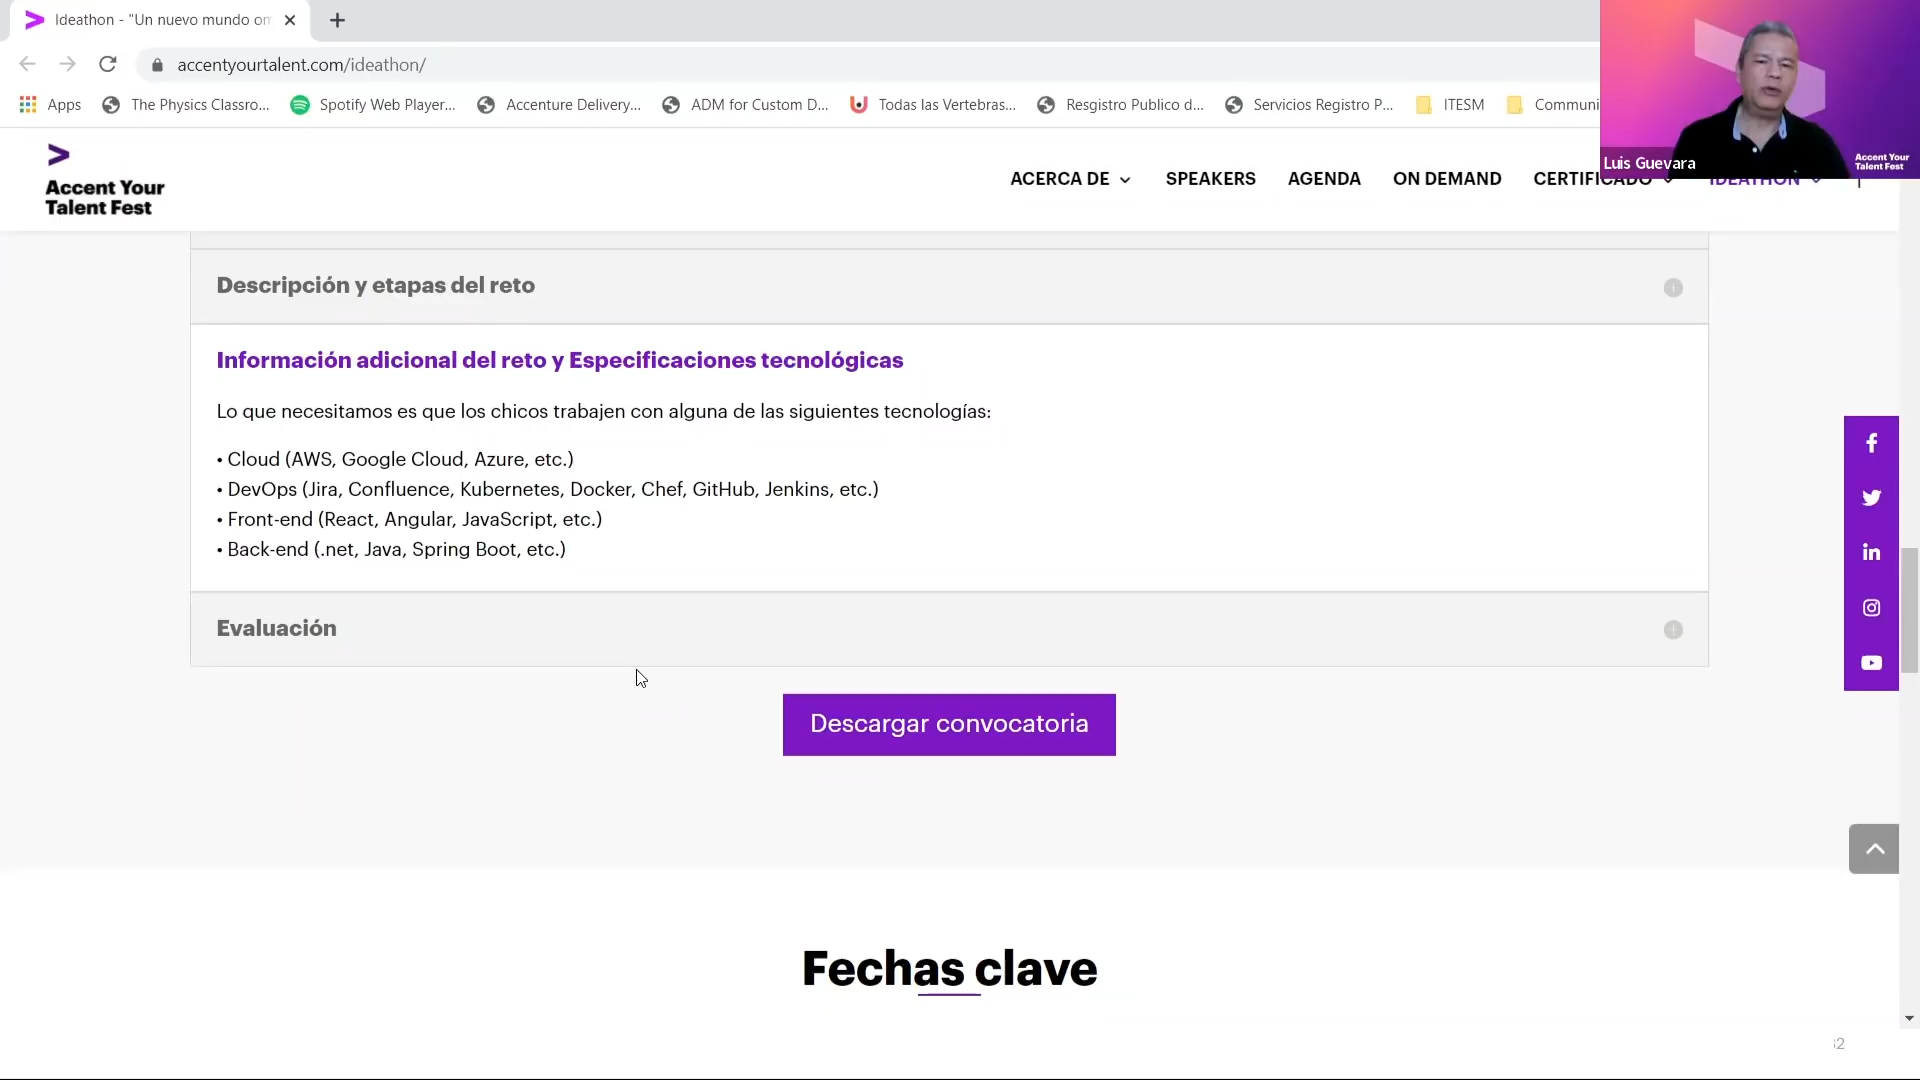 Ideathon - "Un nuevo mundo om
accentyourtalent.com/ideathon/
Apps
The Physics Classro...
Spotify Web Player...
Accenture Delivery...
ADM for Custom D...
Todas las Vertebras...
Resgistro Publico d...
Servicios Registro P...
ITESM
Communi
Luis Guevara
Accent Your
Talent Fest
Accent Your
Talent Fest
ACERCA DE
SPEAKERS
AGENDA
ON DEMAND
CERTIFICADO
IDEATHON
Descripción y etapas del reto
Información adicional del reto y Especificaciones tecnológicas
Lo que necesitamos es que los chicos trabajen con alguna de las siguientes tecnologías:
• Cloud (AWS, Google Cloud, Azure, etc.)
• DevOps (Jira, Confluence, Kubernetes, Docker, Chef, GitHub, Jenkins, etc.)
• Front-end (React, Angular, JavaScript, etc.)
• Back-end (.net, Java, Spring Boot, etc.)
Evaluación
Descargar convocatoria
Fechas clave